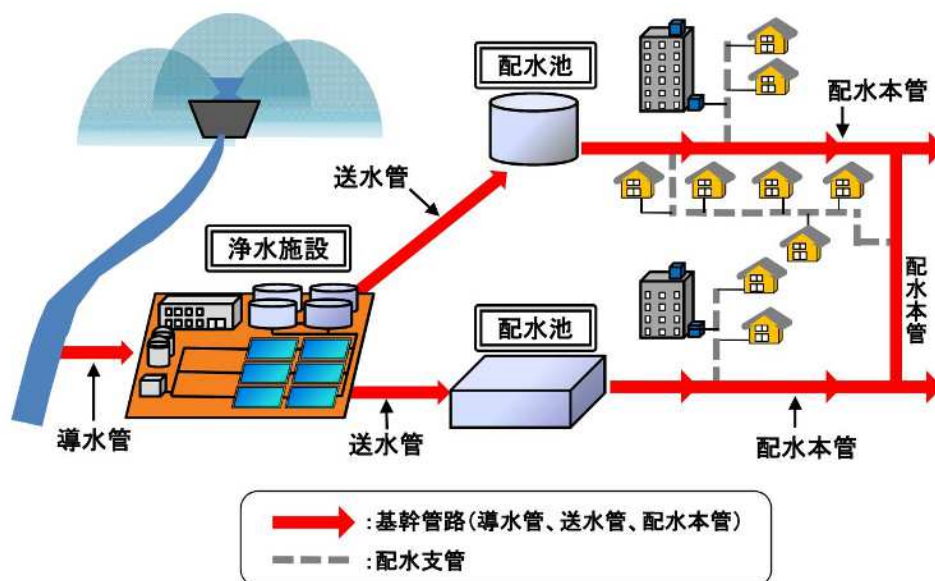 配水池
配水本管
送水管
浄水施設
配水池
配水本管
導水管
送水管
配水本管
:基幹管路(導水管、送水管、配水本管)
:配水支管